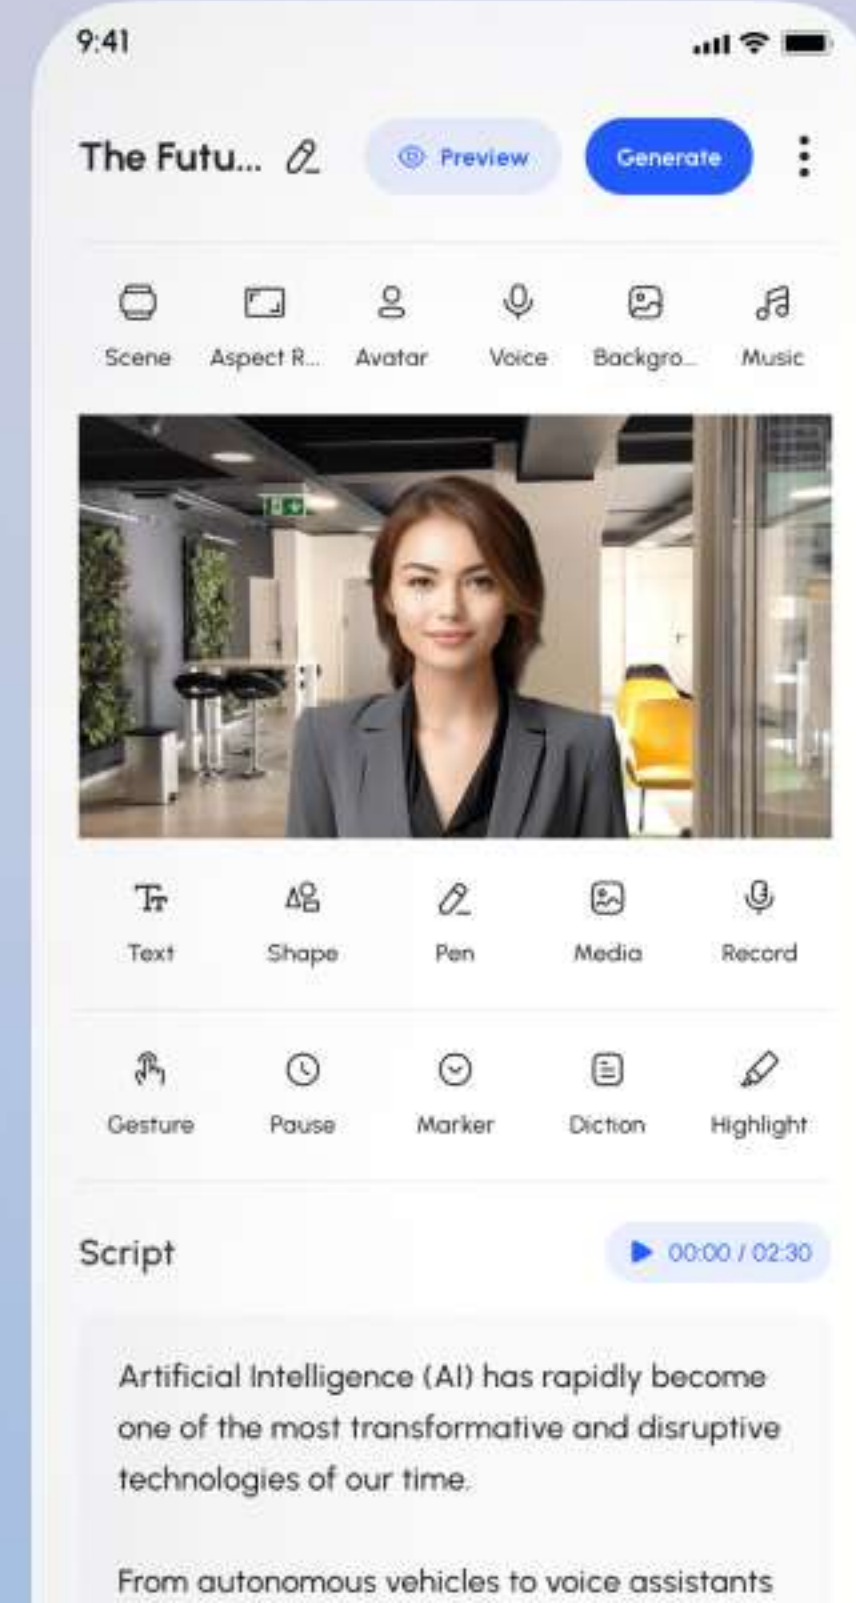 9:41
The Futu...
Preview
Generate
Scene
Aspect R...
Avatar
Voice
Backgro...
Music
Text
Shape
Pen
Media
Record
Gesture
Pause
Marker
Diction
Highlight
Script
00:00 / 02:30
Artificial Intelligence (AI) has rapidly become
one of the most transformative and disruptive
technologies of our time.
From autonomous vehicles to voice assistants